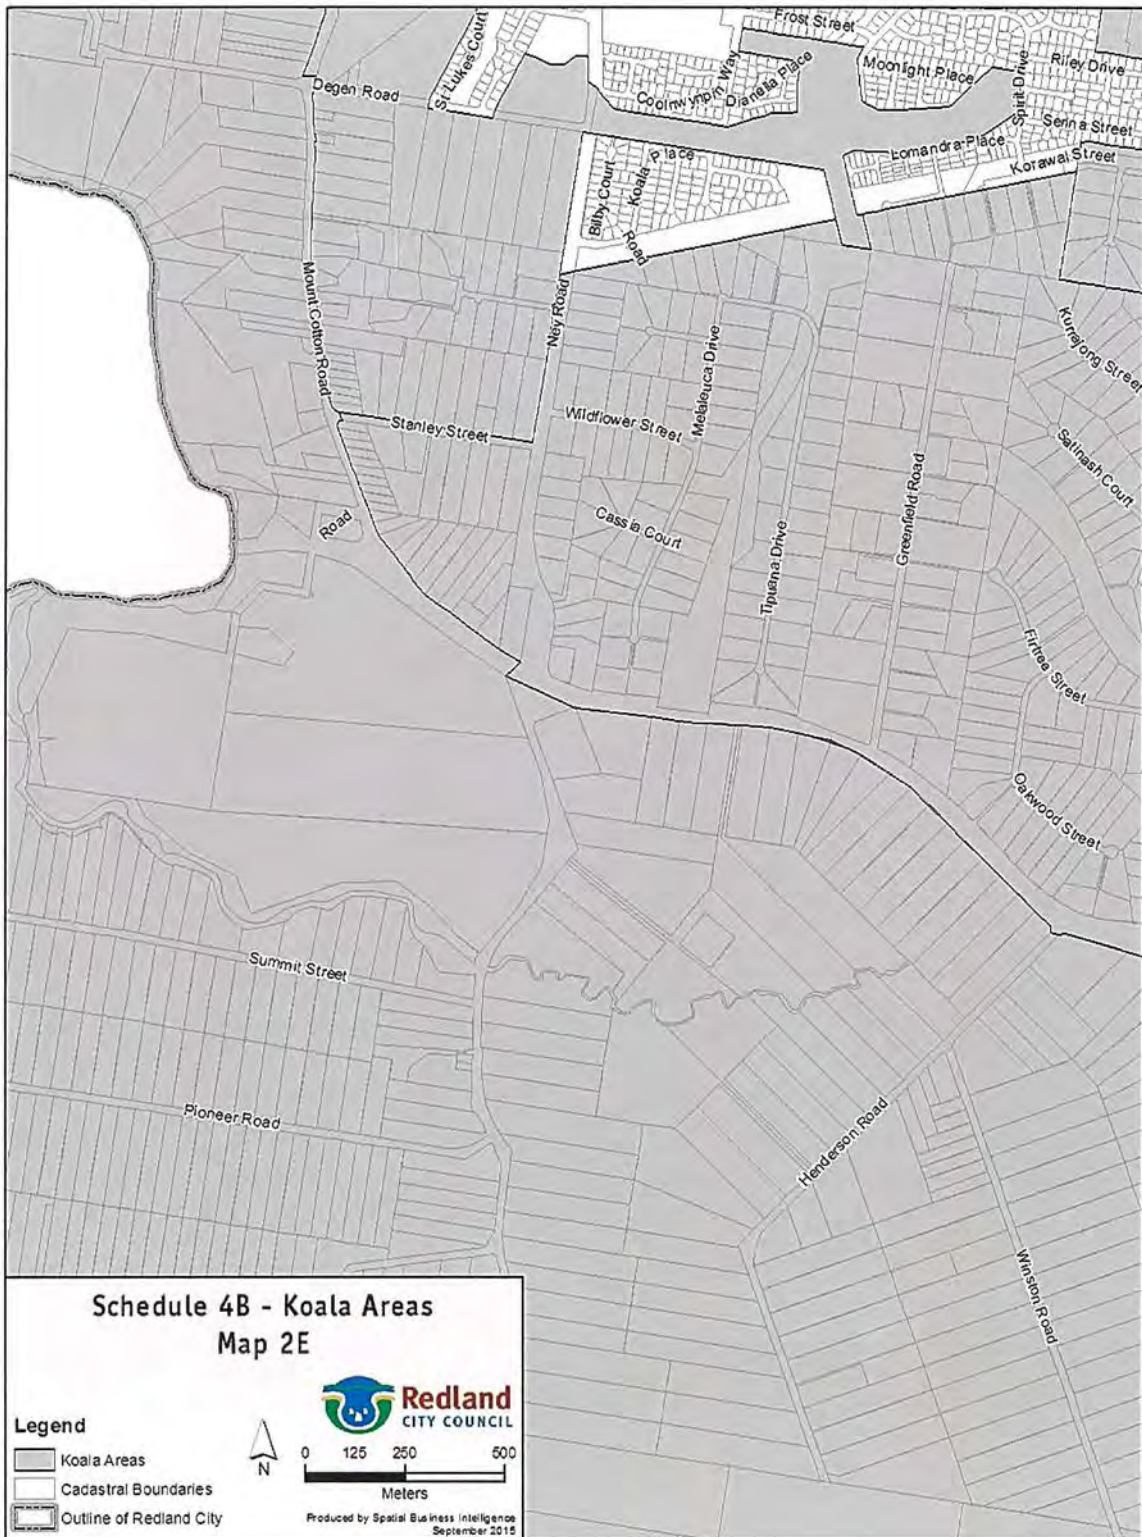 Frost Street
St Lukes Court
Degen Road
Coolnwynpin Way
Dianella Place
Moonlight Place
Spirit Drive
Riley Drive
Serina Street
Lomandra Place
Korawal Street
Bilby Court
Koala Place
Road
Mount Cotton Road
Ney Road
Melaleuca Drive
Kurrajong Street
Stanley Street
Wildflower Street
Satinash Court
Greenfield Road
Road
Cassia Court
Tipuana Drive
Firtree Street
Oakwood Street
Summit Street
Pioneer Road
Henderson Road
Winston Road
Schedule 4B - Koala Areas
Map 2E
Redland
CITY COUNCIL
Legend
Koala Areas
Cadastral Boundaries
Outline of Redland City
N
0 125 250 500
Meters
Produced by Spatial Business Intelligence
September 2015